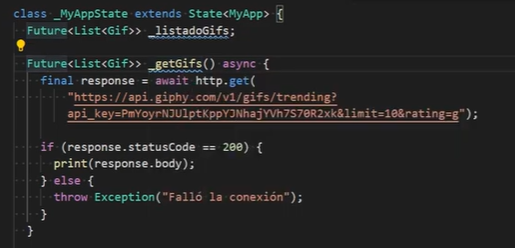 class _MyAppState extends State<MyApp> {
Future<List<Gif>> _listadoGifs;
Future<List<Gif>> _getGifs() async {
final response = await http.get(
"https://api.giphy.com/v1/gifs/trending?
api_key=PmYoyrNJUlptKppYJNhajYVh7S70R2xk&limit=10&rating=g");
if (response.statusCode == 200) {
print(response.body);
} else {
throw Exception("Falló la conexión");
}
}